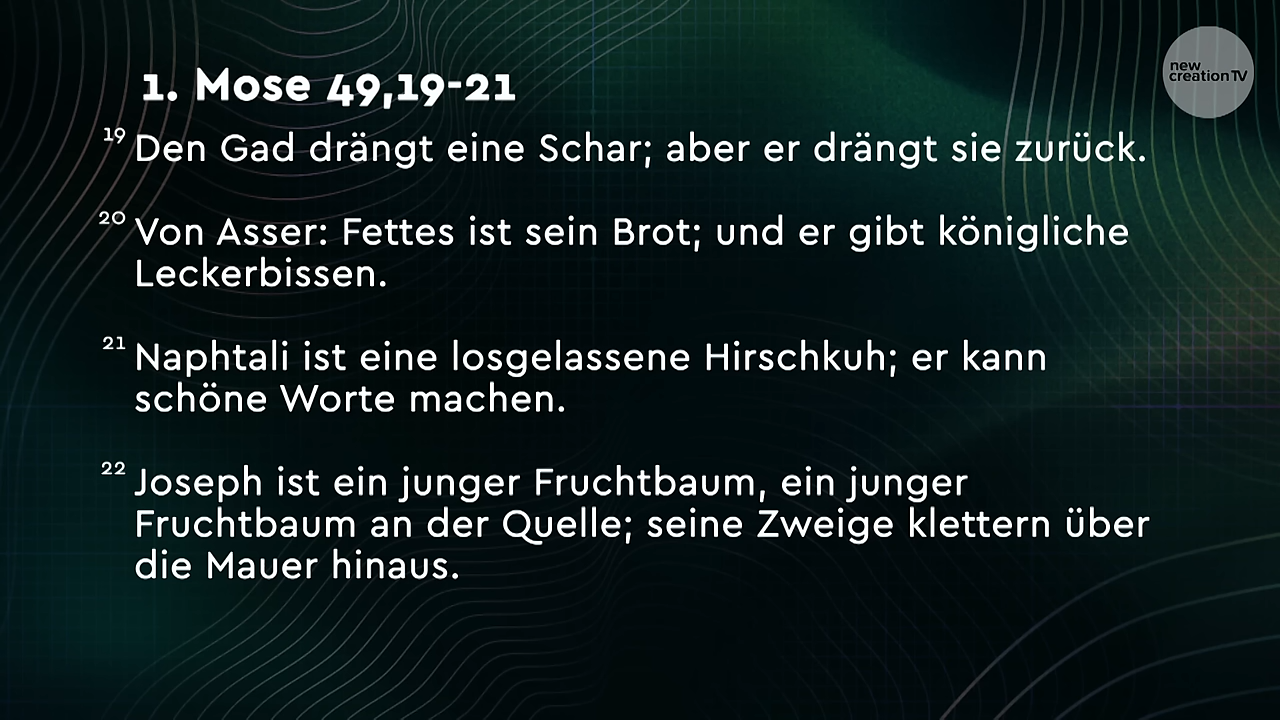 new
creation TV
1. Mose 49,19-21
19 Den Gad drängt eine Schar; aber er drängt sie zurück.
20 Von Asser: Fettes ist sein Brot; und er gibt königliche
Leckerbissen.
21 Naphtali ist eine losgelassene Hirschkuh; er kann
schöne Worte machen.
22 Joseph ist ein junger Fruchtbaum, ein junger
Fruchtbaum an der Quelle; seine Zweige klettern über
die Mauer hinaus.